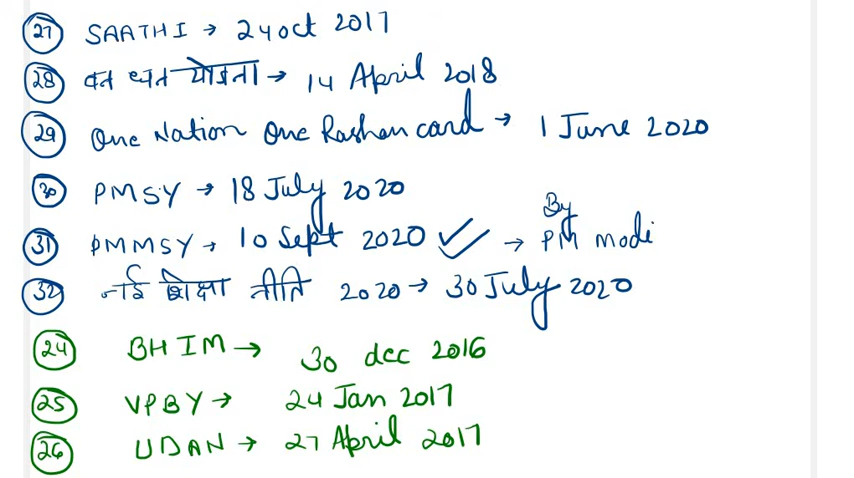 27 SAATHI → 24 oct 2017
28 वन धन योजना → 14 April 2018
29 One Nation One Rashan card → 1 June 2020
30 PMSY → 18 July 2020
31 PMMSY → 10 Sept 2020 ✓ → By PM modi
32 नई शिक्षा नीति 2020 → 30 July 2020
24 BHIM → 30 dec 2016
25 VPBY → 24 Jan 2017
26 UDAN → 27 April 2017